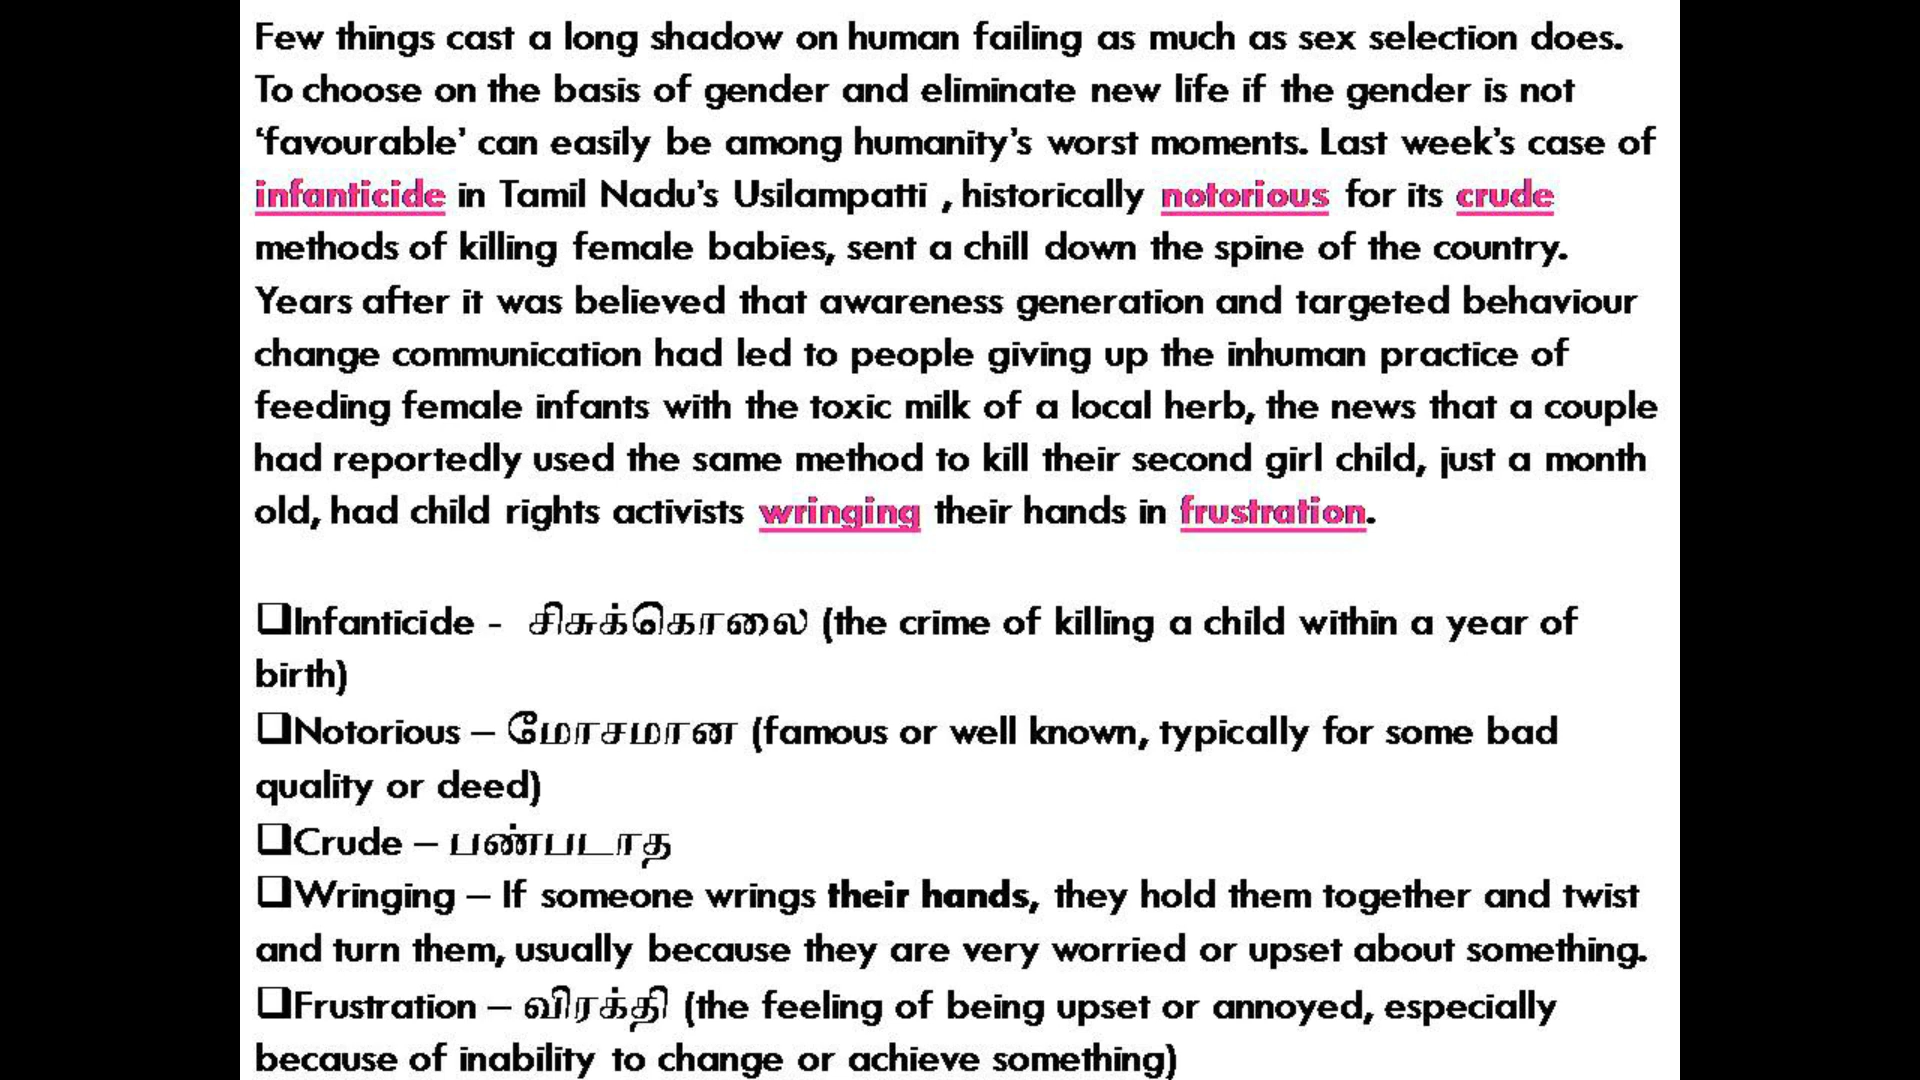 Few things cast a long shadow on human failing as much as sex selection does.
To choose on the basis of gender and eliminate new life if the gender is not
‘favourable’ can easily be among humanity’s worst moments. Last week’s case of
infanticide in Tamil Nadu’s Usilampatti , historically notorious for its crude
methods of killing female babies, sent a chill down the spine of the country.
Years after it was believed that awareness generation and targeted behaviour
change communication had led to people giving up the inhuman practice of
feeding female infants with the toxic milk of a local herb, the news that a couple
had reportedly used the same method to kill their second girl child, just a month
old, had child rights activists wringing their hands in frustration.
❑Infanticide - சிசுக்கொலை (the crime of killing a child within a year of
birth)
❑Notorious – மோசமான (famous or well known, typically for some bad
quality or deed)
❑Crude – பண்படாத
❑Wringing – If someone wrings their hands, they hold them together and twist
and turn them, usually because they are very worried or upset about something.
❑Frustration – விரக்தி (the feeling of being upset or annoyed, especially
because of inability to change or achieve something)